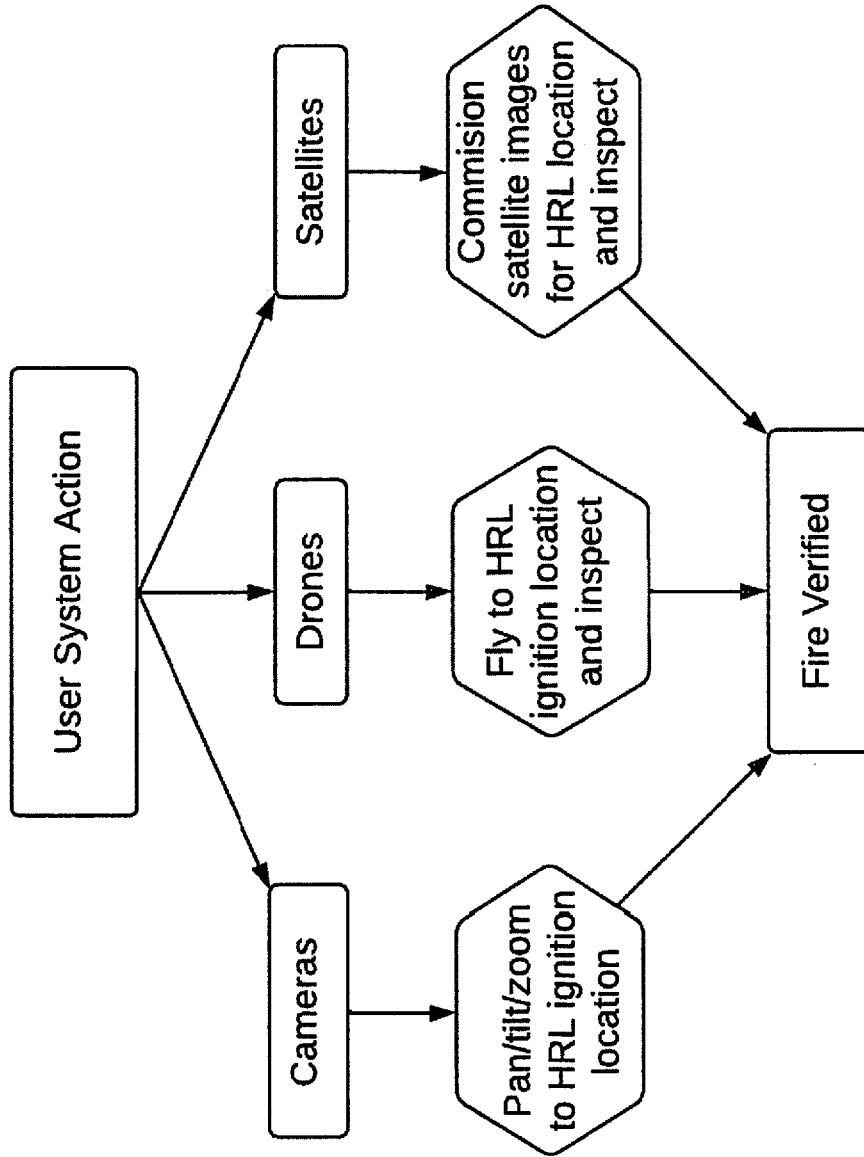 User System Action
Cameras
Drones
Satellites
Pan/tilt/zoom
to HRL ignition
location
Fly to HRL
ignition location
and inspect
Commision
satellite images
for HRL location
and inspect
Fire Verified